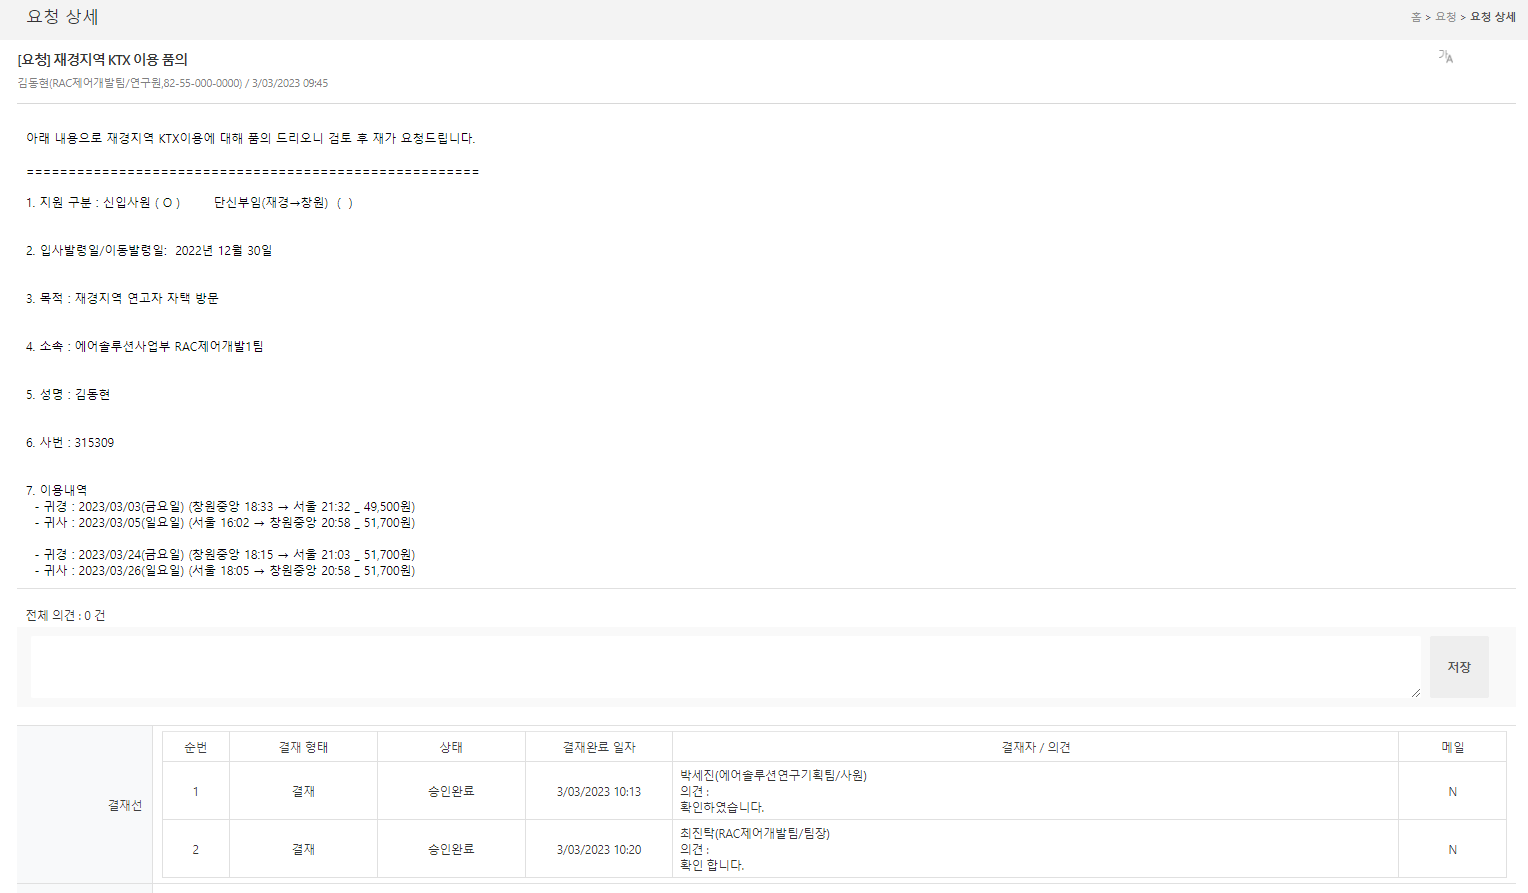 요청 상세
홈 > 요청 > 요청 상세
[요청] 재경지역 KTX 이용 품의
김동현(RAC제어개발팀/연구원,82-55-000-0000) / 3/03/2023 09:45
가A
아래 내용으로 재경지역 KTX이용에 대해 품의 드리오니 검토 후 재가 요청드립니다.
======================================================
1. 지원 구분 : 신입사원 ( O ) 단신부임(재경→창원) ( )
2. 입사발령일/이동발령일: 2022년 12월 30일
3. 목적 : 재경지역 연고자 자택 방문
4. 소속 : 에어솔루션사업부 RAC제어개발1팀
5. 성명 : 김동현
6. 사번 : 315309
7. 이용내역
- 귀경 : 2023/03/03(금요일) (창원중앙 18:33 → 서울 21:32 _ 49,500원)
- 귀사 : 2023/03/05(일요일) (서울 16:02 → 창원중앙 20:58 _ 51,700원)
- 귀경 : 2023/03/24(금요일) (창원중앙 18:15 → 서울 21:03 _ 51,700원)
- 귀사 : 2023/03/26(일요일) (서울 18:05 → 창원중앙 20:58 _ 51,700원)
전체 의견 : 0 건
저장
결재선
순번 결재 형태 상태 결재완료 일자 결재자 / 의견 메일
1 결재 승인완료 3/03/2023 10:13 박세진(에어솔루션연구기획팀/사원) N
의견 :
확인하였습니다.
2 결재 승인완료 3/03/2023 10:20 최진탁(RAC제어개발팀/팀장) N
의견 :
확인 합니다.